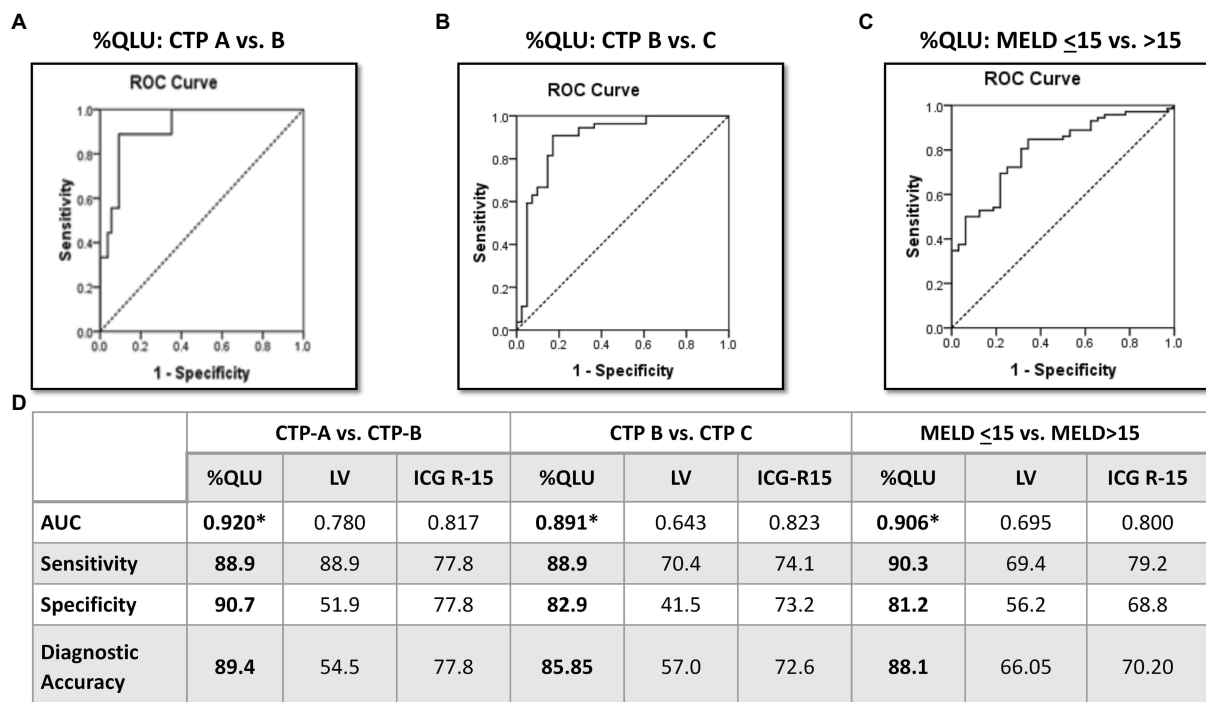 A
%QLU: CTP A vs. B
ROC Curve
Sensitivity
1.0
0.8
0.6
0.4
0.2
0.0
0.0 0.2 0.4 0.6 0.8 1.0
1 - Specificity
B
%QLU: CTP B vs. C
ROC Curve
Sensitivity
1.0
0.8
0.6
0.4
0.2
0.0
0.0 0.2 0.4 0.6 0.8 1.0
1 - Specificity
C
%QLU: MELD ≤15 vs. >15
ROC Curve
Sensitivity
1.0
0.8
0.6
0.4
0.2
0.0
0.0 0.2 0.4 0.6 0.8 1.0
1 - Specificity
D
CTP-A vs. CTP-B CTP B vs. CTP C MELD ≤15 vs. MELD>15
%QLU LV ICG R-15 %QLU LV ICG-R15 %QLU LV ICG R-15
AUC 0.920* 0.780 0.817 0.891* 0.643 0.823 0.906* 0.695 0.800
Sensitivity 88.9 88.9 77.8 88.9 70.4 74.1 90.3 69.4 79.2
Specificity 90.7 51.9 77.8 82.9 41.5 73.2 81.2 56.2 68.8
Diagnostic
Accuracy 89.4 54.5 77.8 85.85 57.0 72.6 88.1 66.05 70.20